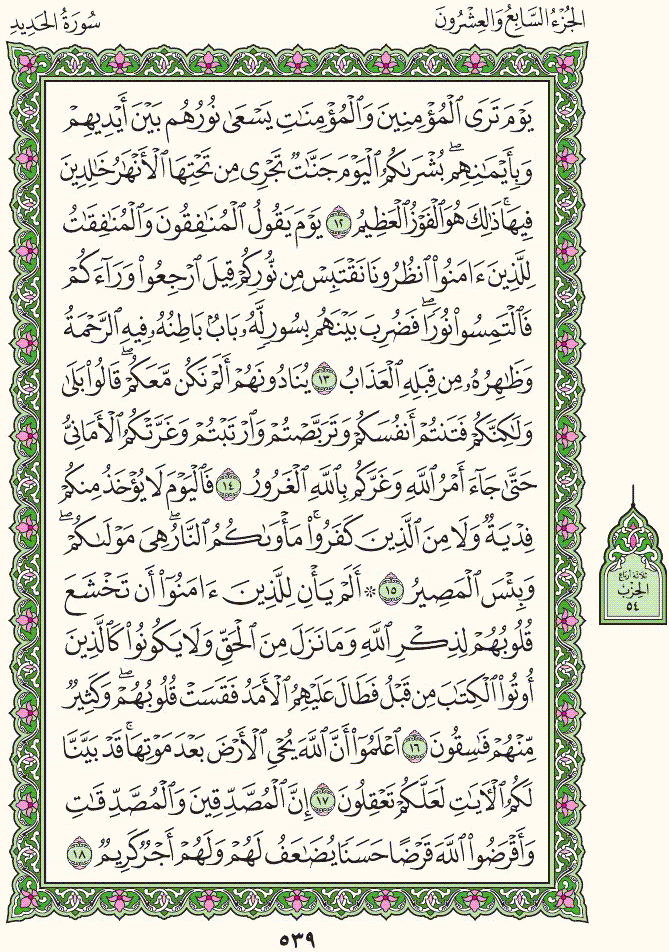 الجُزْءُ السَّابِعُ وَالعِشْرُونَ
سُورَةُ الحَدِيدِ
يَوْمَ تَرَى ٱلْمُؤْمِنِينَ وَٱلْمُؤْمِنَٰتِ يَسْعَىٰ نُورُهُم بَيْنَ أَيْدِيهِمْ
وَبِأَيْمَٰنِهِمۖ بُشْرَىٰكُمُ ٱلْيَوْمَ جَنَّٰتٌ تَجْرِى مِن تَحْتِهَا ٱلْأَنْهَٰرُ خَٰلِدِينَ
فِيهَاۚ ذَٰلِكَ هُوَ ٱلْفَوْزُ ٱلْعَظِيمُ ١٢ يَوْمَ يَقُولُ ٱلْمُنَٰفِقُونَ وَٱلْمُنَٰفِقَٰتُ
لِلَّذِينَ ءَامَنُوا۟ ٱنظُرُونَا نَقْتَبِسْ مِن نُّورِكُمْ قِيلَ ٱرْجِعُوا۟ وَرَآءَكُمْ
فَٱلْتَمِسُوا۟ نُورًاۖ فَضُرِبَ بَيْنَهُم بِسُورٍ لَّهُۥ بَابٌۢ بَاطِنُهُۥ فِيهِ ٱلرَّحْمَةُ
وَظَٰهِرُهُۥ مِن قِبَلِهِ ٱلْعَذَابُ ١٣ يُنَادُونَهُمْ أَلَمْ نَكُن مَّعَكُمْۖ قَالُوا۟ بَلَىٰ
وَلَٰكِنَّكُمْ فَتَنتُمْ أَنفُسَكُمْ وَتَرَبَّصْتُمْ وَٱرْتَبْتُمْ وَغَرَّتْكُمُ ٱلْأَمَانِىُّ
حَتَّىٰ جَآءَ أَمْرُ ٱللَّهِ وَغَرَّكُم بِٱللَّهِ ٱلْغَرُورُ ١٤ فَٱلْيَوْمَ لَا يُؤْخَذُ مِنكُمْ
فِدْيَةٌ وَلَا مِنَ ٱلَّذِينَ كَفَرُوا۟ۚ مَأْوَىٰكُمُ ٱلنَّارُۖ هِىَ مَوْلَىٰكُمْۖ
وَبِئْسَ ٱلْمَصِيرُ ١٥ ۞ أَلَمْ يَأْنِ لِلَّذِينَ ءَامَنُوٓا۟ أَن تَخْشَعَ
قُلُوبُهُمْ لِذِكْرِ ٱللَّهِ وَمَا نَزَلَ مِنَ ٱلْحَقِّ وَلَا يَكُونُوا۟ كَٱلَّذِينَ
أُوتُوا۟ ٱلْكِتَٰبَ مِن قَبْلُ فَطَالَ عَلَيْهِمُ ٱلْأَمَدُ فَقَسَتْ قُلُوبُهُمْۖ وَكَثِيرٌ
مِّنْهُمْ فَٰسِقُونَ ١٦ ٱعْلَمُوٓا۟ أَنَّ ٱللَّهَ يُحْىِ ٱلْأَرْضَ بَعْدَ مَوْتِهَاۚ قَدْ بَيَّنَّا
لَكُمُ ٱلْءَايَٰتِ لَعَلَّكُمْ تَعْقِلُونَ ١٧ إِنَّ ٱلْمُصَّدِّقِينَ وَٱلْمُصَّدِّقَٰتِ
وَأَقْرَضُوا۟ ٱللَّهَ قَرْضًا حَسَنًا يُضَٰعَفُ لَهُمْ وَلَهُمْ أَجْرٌ كَرِيمٌ ١٨
ثلاثة أرباع
الحزب
٥٤
٥٣٩